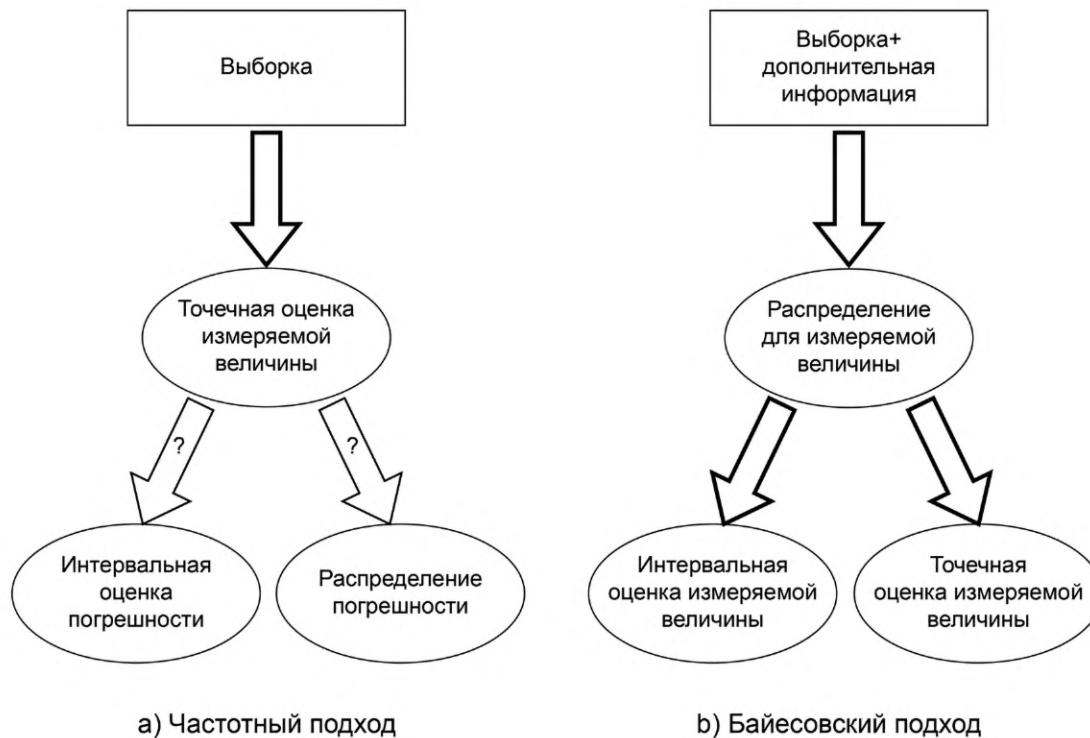 Выборка
Точечная оценка
измеряемой
величины
?
?
Интервальная
оценка
погрешности
Распределение
погрешности
a) Частотный подход
Выборка+
дополнительная
информация
Распределение
для измеряемой
величины
Интервальная
оценка измеряемой
величины
Точечная
оценка измеряемой
величины
b) Байесовский подход